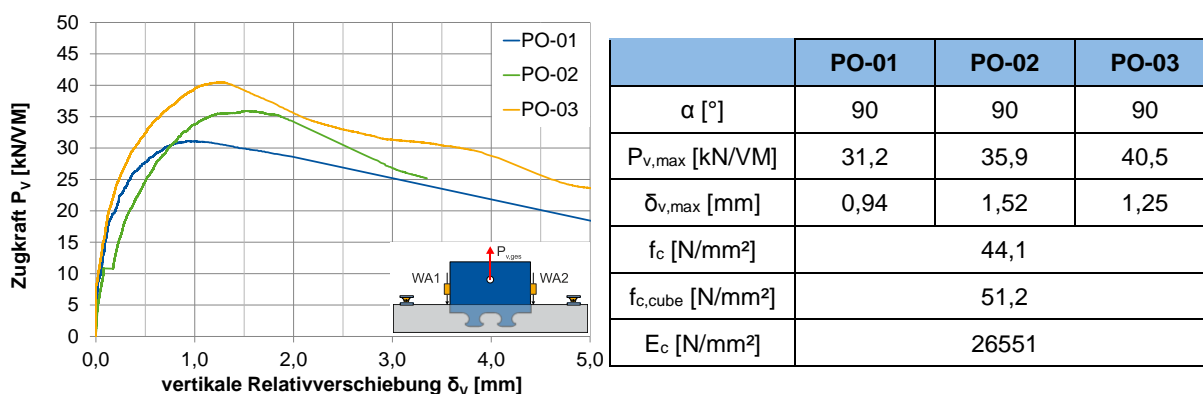 50
45
40
35
30
25
20
15
10
5
0
Zugkraft Pv [kN/VM]
PO-01
PO-02
PO-03
Pv,ges
WA1
WA2
0,0 1,0 2,0 3,0 4,0 5,0
vertikale Relativverschiebung δv [mm]
PO-01 PO-02 PO-03
α [°] 90 90 90
Pv,max [kN/VM] 31,2 35,9 40,5
δv,max [mm] 0,94 1,52 1,25
fc [N/mm²] 44,1
fc,cube [N/mm²] 51,2
Ec [N/mm²] 26551